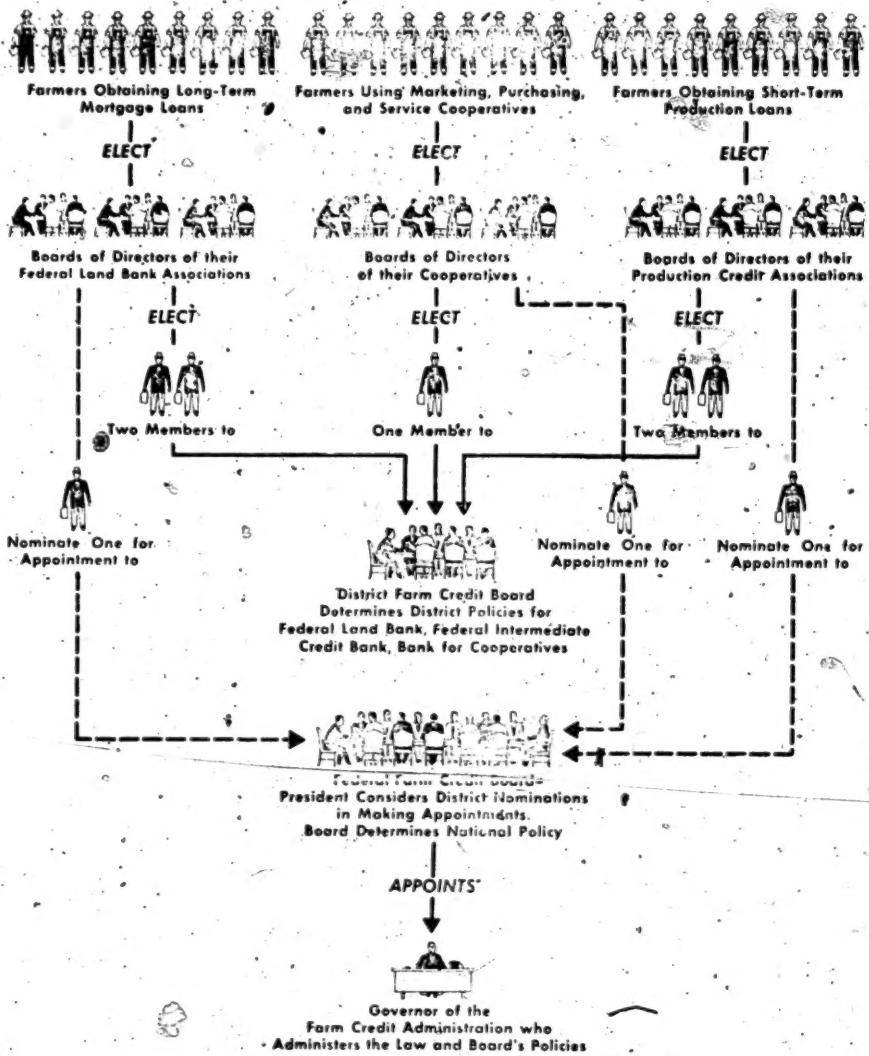 Farmers Obtaining Long-Term
Mortgage Loans
Farmers Using Marketing, Purchasing,
and Service Cooperatives
Farmers Obtaining Short-Term
Production Loans
ELECT
ELECT
ELECT
Boards of Directors of their
Federal Land Bank Associations
Boards of Directors
of their Cooperatives
Boards of Directors of their
Production Credit Associations
ELECT
ELECT
ELECT
Two Members to
One Member to
Two Members to
Nominate One for
Appointment to
Nominate One for
Appointment to
Nominate One for
Appointment to
District Farm Credit Board
Determines District Policies for
Federal Land Bank, Federal Intermediate
Credit Bank, Bank for Cooperatives
Federal Farm Credit Board-
President Considers District Nominations
in Making Appointments.
Board Determines National Policy
APPOINTS
Governor of the
Farm Credit Administration who
Administers the Law and Board's Policies